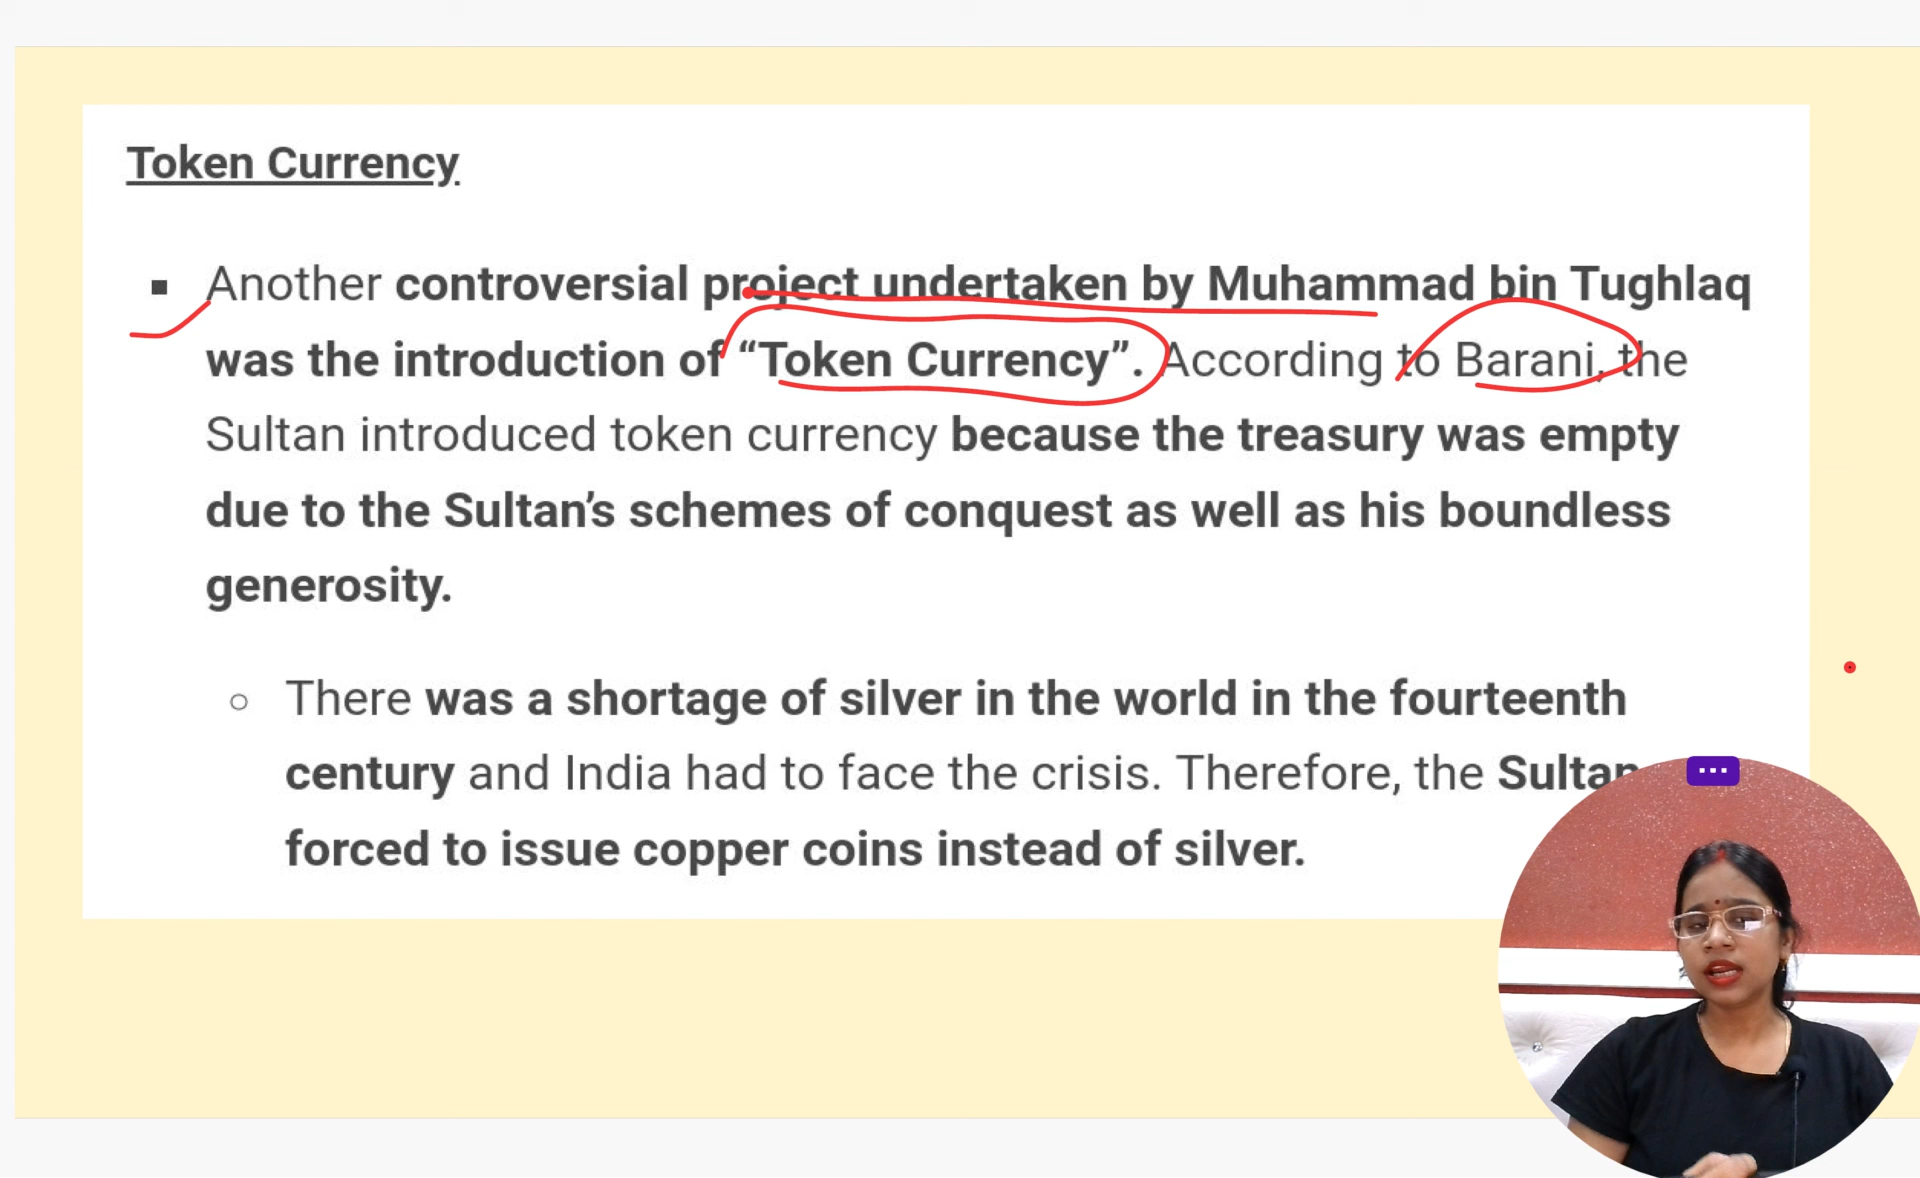 Token Currency
Another controversial project undertaken by Muhammad bin Tughlaq
was the introduction of “Token Currency”. According to Barani, the
Sultan introduced token currency because the treasury was empty
due to the Sultan’s schemes of conquest as well as his boundless
generosity.
There was a shortage of silver in the world in the fourteenth
century and India had to face the crisis. Therefore, the Sultan
forced to issue copper coins instead of silver.